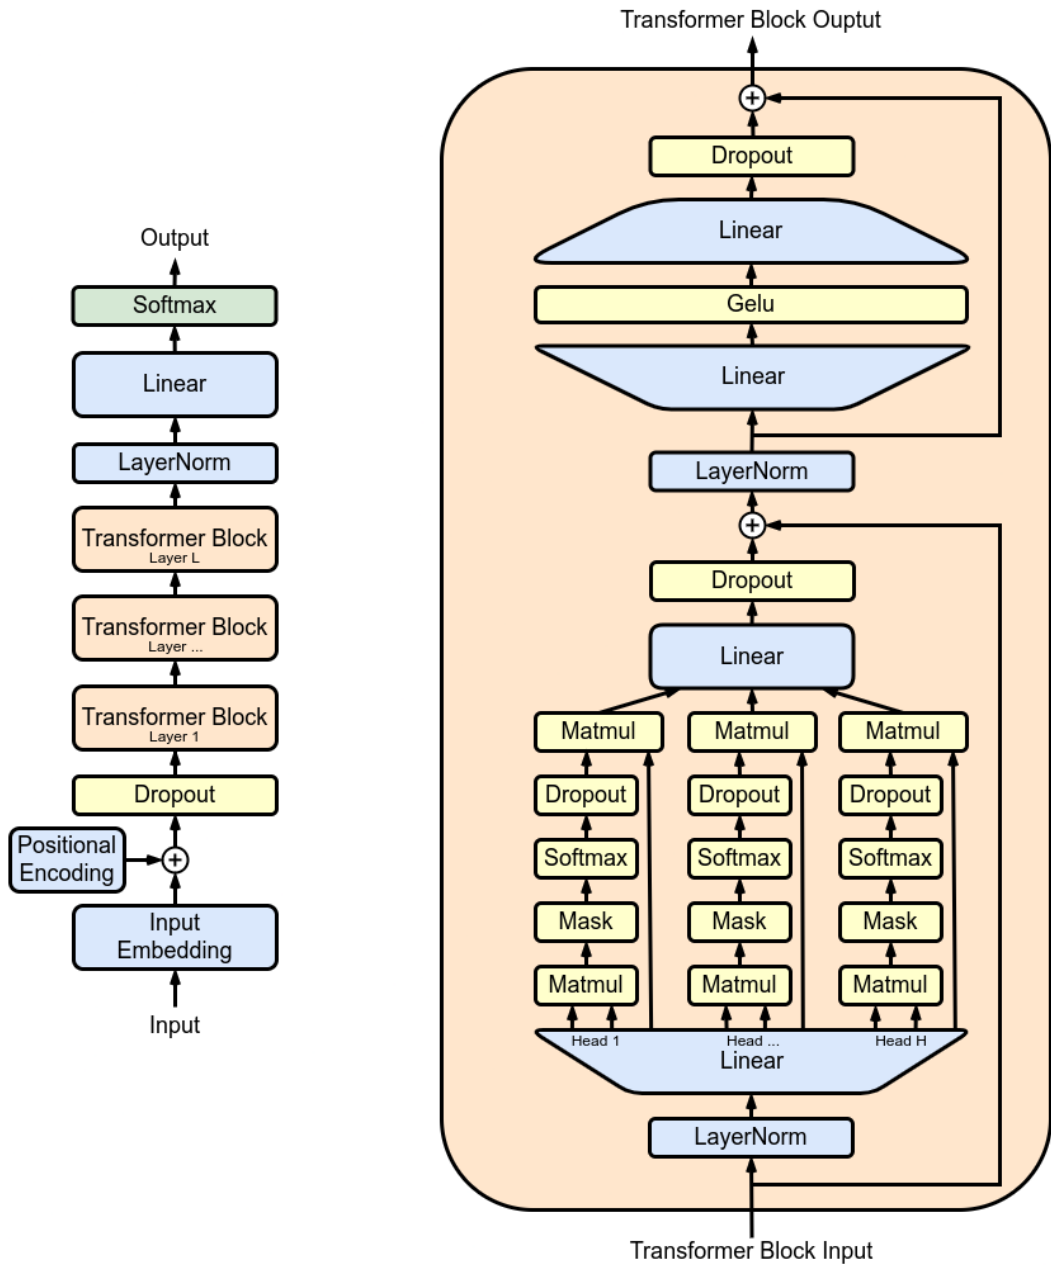 Output
Softmax
Linear
LayerNorm
Transformer Block
Layer L
Transformer Block
Layer ...
Transformer Block
Layer 1
Dropout
Positional
Encoding
+
Input
Embedding
Input
Transformer Block Ouptut
+
Dropout
Linear
Gelu
Linear
LayerNorm
+
Dropout
Linear
Matmul Matmul Matmul
Dropout Dropout Dropout
Softmax Softmax Softmax
Mask Mask Mask
Matmul Matmul Matmul
Head 1 Head ... Head H
Linear
LayerNorm
Transformer Block Input